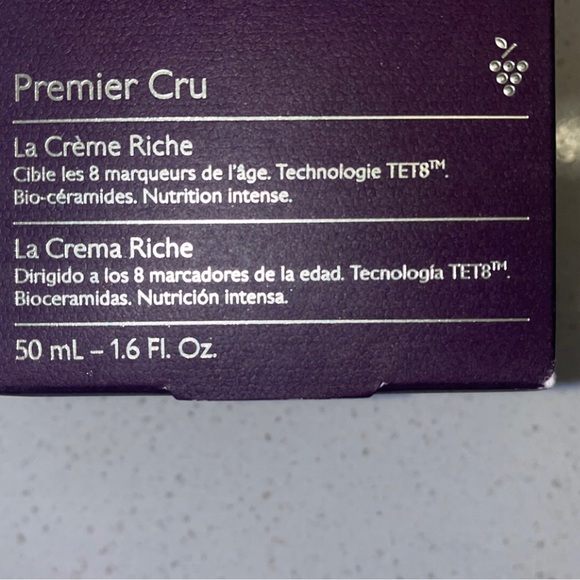 Premier Cru
La Crème Riche
Cible les 8 marqueurs de l'âge. Technologie TET8™.
Bio-céramides. Nutrition intense.
La Crema Riche
Dirigido a los 8 marcadores de la edad. Tecnología TET8™.
Bioceramidas. Nutrición intensa.
50 mL – 1.6 Fl. Oz.